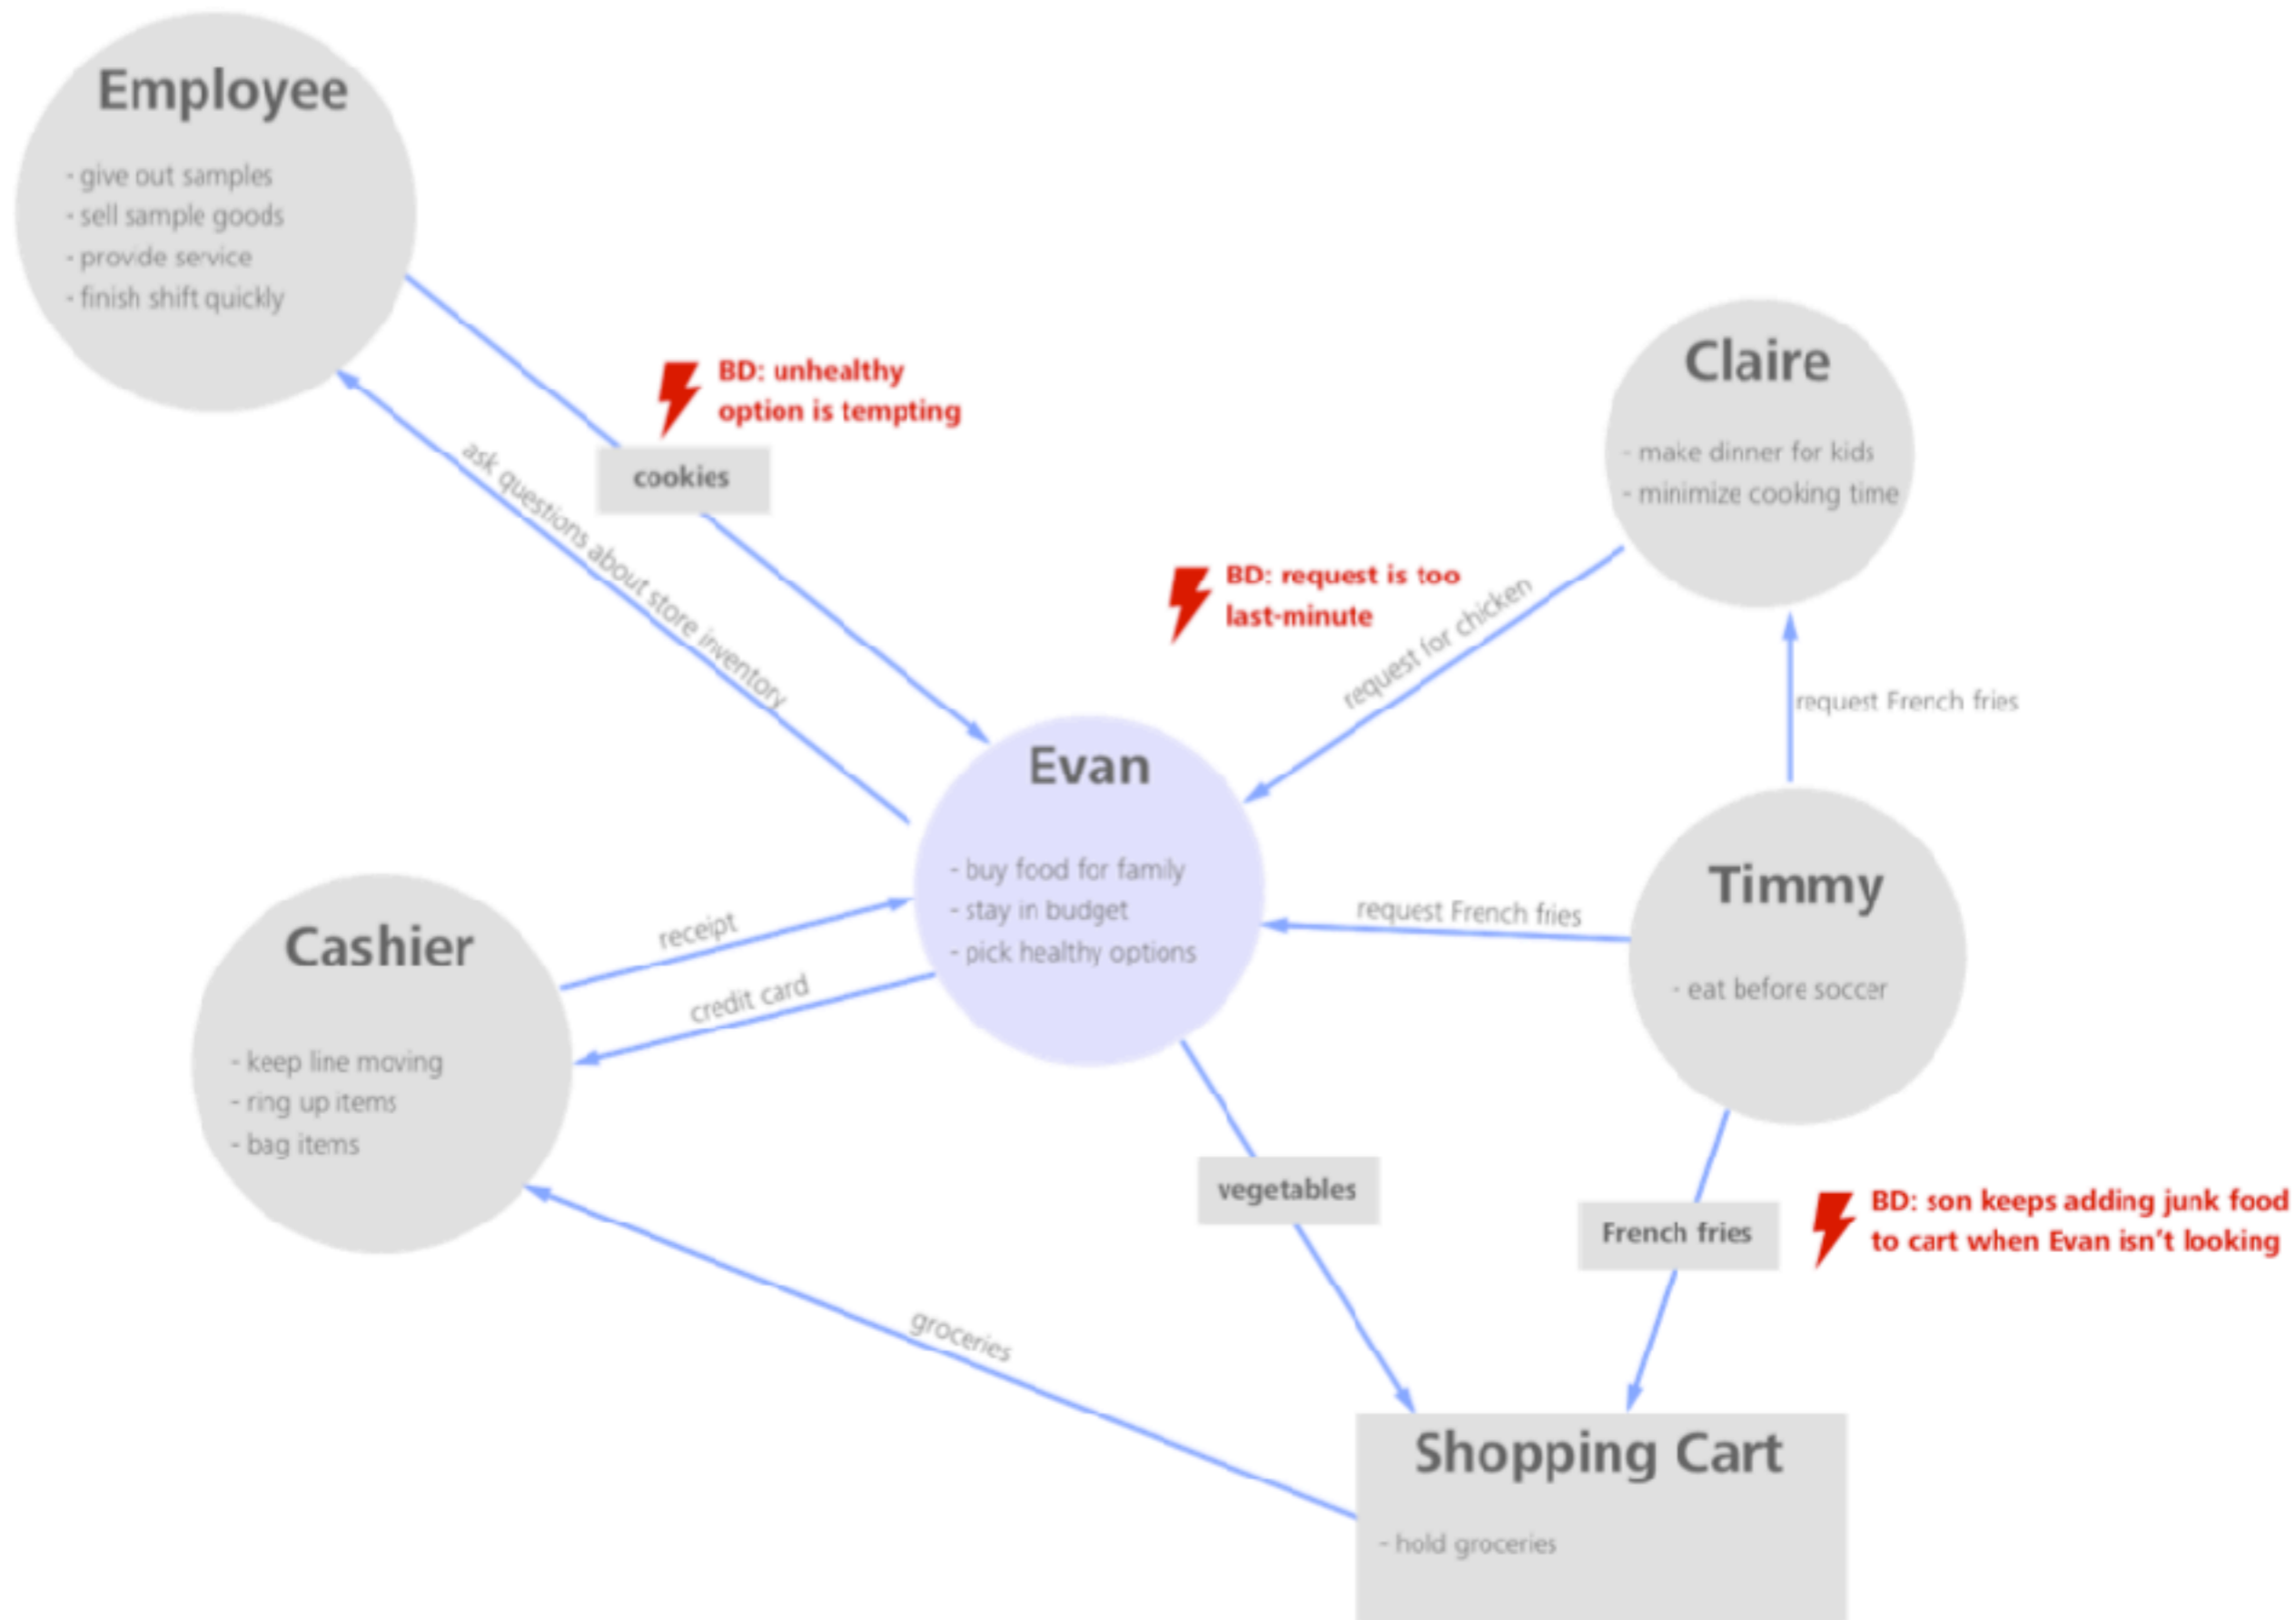 Employee
- give out samples
- sell sample goods
- provide service
- finish shift quickly
BD: unhealthy
option is tempting
cookies
ask questions about store inventory
Claire
- make dinner for kids
- minimize cooking time
BD: request is too
last-minute
request for chicken
request French fries
Evan
- buy food for family
- stay in budget
- pick healthy options
request French fries
Timmy
- eat before soccer
Cashier
- keep line moving
- ring up items
- bag items
receipt
credit card
vegetables
French fries
BD: son keeps adding junk food
to cart when Evan isn't looking
groceries
Shopping Cart
- hold groceries